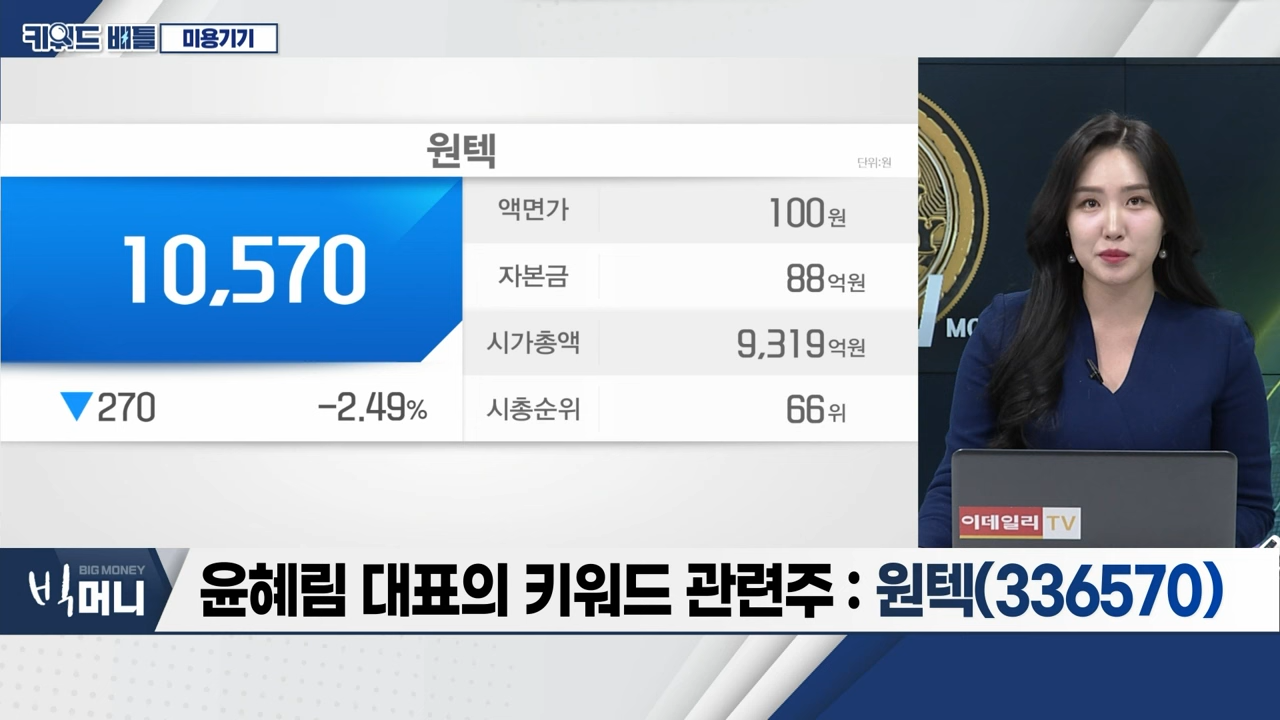 키워드 배틀 미용기기
원텍
단위:원
10,570
▼270 -2.49%
액면가 100원
자본금 88억원
시가총액 9,319억원
시총순위 66위
MO
이데일리 TV
BIG MONEY
빅머니
윤혜림 대표의 키워드 관련주 : 원텍(336570)